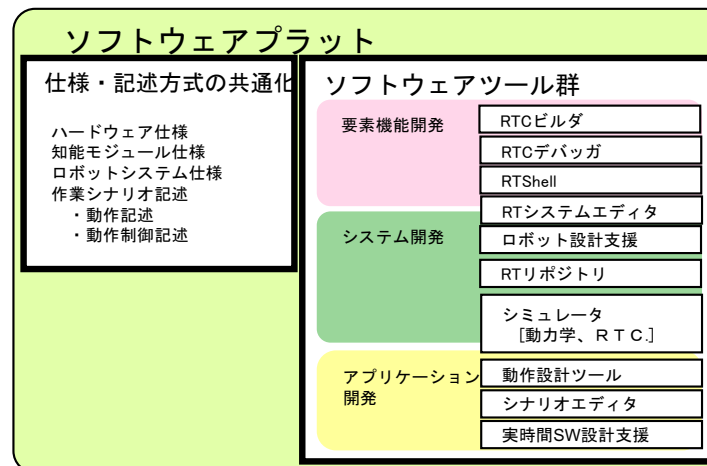 ソフトウェアプラット
仕様・記述方式の共通化
ハードウェア仕様
知能モジュール仕様
ロボットシステム仕様
作業シナリオ記述
・動作記述
・動作制御記述
ソフトウェアツール群
要素機能開発
RTCビルダ
RTCデバッガ
RTShell
RTシステムエディタ
システム開発
ロボット設計支援
RTリポジトリ
シミュレータ
[動力学、ＲＴＣ.]
アプリケーション
開発
動作設計ツール
シナリオエディタ
実時間SW設計支援